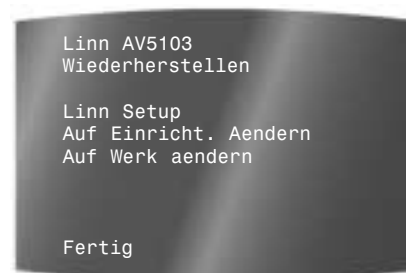 Linn AV5103
Wiederherstellen
Linn Setup
Auf Einricht. Aendern
Auf Werk aendern
Fertig